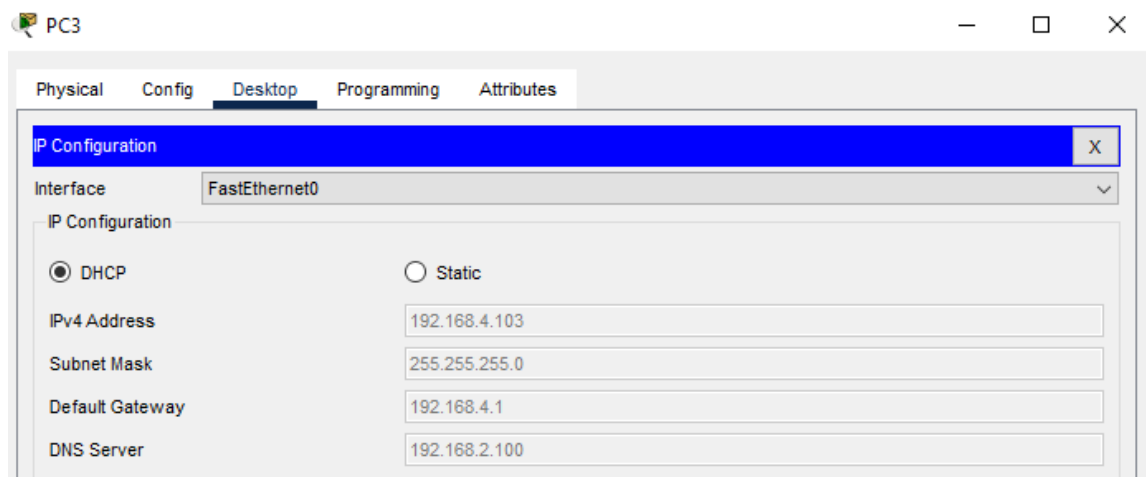 PC3
Physical Config Desktop Programming Attributes
IP Configuration X
Interface FastEthernet0
IP Configuration
DHCP Static
IPv4 Address 192.168.4.103
Subnet Mask 255.255.255.0
Default Gateway 192.168.4.1
DNS Server 192.168.2.100